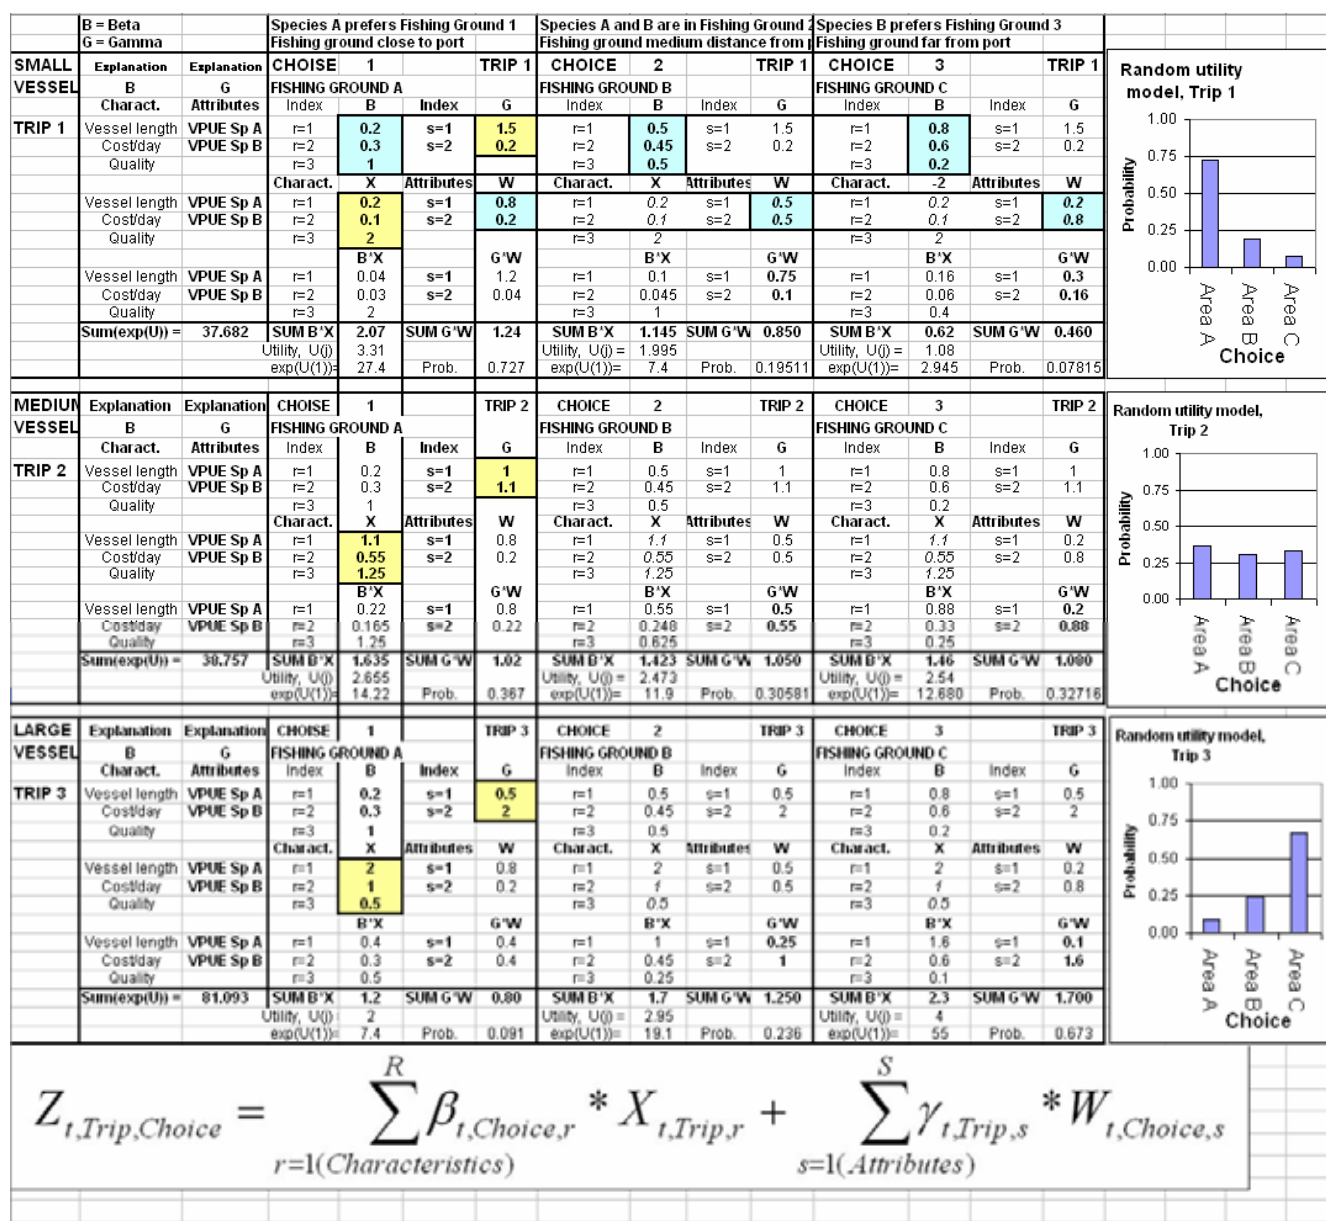 B = Beta Species A prefers Fishing Ground 1 Species A and B are in Fishing Ground 2 Species B prefers Fishing Ground 3
G = Gamma Fishing ground close to port Fishing ground medium distance from Fishing ground far from port
SMALL Explanation Explanation CHOISE 1 TRIP 1 CHOICE 2 TRIP 1 CHOICE 3 TRIP 1
VESSEL B G FISHING GROUND A FISHING GROUND B FISHING GROUND C
Charact. Attributes Index B Index G Index B Index G Index B Index G
TRIP 1 Vessel length VPUE Sp A r=1 0.2 s=1 1.5 r=1 0.5 s=1 1.5 r=1 0.8 s=1 1.5
Cost/day VPUE Sp B r=2 0.3 s=2 0.2 r=2 0.45 s=2 0.2 r=2 0.6 s=2 0.2
Quality r=3 1 r=3 0.5 r=3 0.2
Charact. X Attributes W Charact. X Attributes W Charact. -2 Attributes W
Vessel length VPUE Sp A r=1 0.2 s=1 0.8 r=1 0.2 s=1 0.5 r=1 0.2 s=1 0.2
Cost/day VPUE Sp B r=2 0.1 s=2 0.2 r=2 0.1 s=2 0.5 r=2 0.1 s=2 0.8
Quality r=3 2 r=3 2 r=3 2
B*X G*W B*X G*W B*X G*W
Vessel length VPUE Sp A r=1 0.04 s=1 1.2 r=1 0.1 s=1 0.75 r=1 0.16 s=1 0.3
Cost/day VPUE Sp B r=2 0.03 s=2 0.04 r=2 0.045 s=2 0.1 r=2 0.06 s=2 0.16
Quality r=3 2 r=3 1 r=3 0.4
Sum(exp(U)) = 37.682 SUM B*X 2.07 SUM G*W 1.24 SUM B*X 1.145 SUM G*W 0.850 SUM B*X 0.62 SUM G*W 0.460
Utility, U(j) 3.31 Utility, U(j) = 1.995 Utility, U(j) = 1.08
exp(U(1))= 27.4 Prob. 0.727 exp(U(1))= 7.4 Prob. 0.19511 exp(U(1))= 2.945 Prob. 0.07815
Random utility
model, Trip 1
1.00
0.75
0.50
0.25
0.00
Probability
Area A
Area B
Area C
Choice
MEDIUM Explanation Explanation CHOISE 1 TRIP 2 CHOICE 2 TRIP 2 CHOICE 3 TRIP 2
VESSEL B G FISHING GROUND A FISHING GROUND B FISHING GROUND C
Charact. Attributes Index B Index G Index B Index G Index B Index G
TRIP 2 Vessel length VPUE Sp A r=1 0.2 s=1 1 r=1 0.5 s=1 1 r=1 0.8 s=1 1
Cost/day VPUE Sp B r=2 0.3 s=2 1.1 r=2 0.45 s=2 1.1 r=2 0.6 s=2 1.1
Quality r=3 1 r=3 0.5 r=3 0.2
Charact. X Attributes W Charact. X Attributes W Charact. X Attributes W
Vessel length VPUE Sp A r=1 1.1 s=1 0.8 r=1 1.1 s=1 0.5 r=1 1.1 s=1 0.2
Cost/day VPUE Sp B r=2 0.55 s=2 0.2 r=2 0.55 s=2 0.5 r=2 0.55 s=2 0.8
Quality r=3 1.25 r=3 1.25 r=3 1.25
B*X G*W B*X G*W B*X G*W
Vessel length VPUE Sp A r=1 0.22 s=1 0.8 r=1 0.55 s=1 0.5 r=1 0.88 s=1 0.2
Cost/day VPUE Sp B r=2 0.165 s=2 0.22 r=2 0.248 s=2 0.55 r=2 0.33 s=2 0.88
Quality r=3 1.25 r=3 0.625 r=3 0.25
Sum(exp(U)) = 38.757 SUM B*X 1.635 SUM G*W 1.02 SUM B*X 1.423 SUM G*W 1.050 SUM B*X 1.46 SUM G*W 1.080
Utility, U(j) 2.655 Utility, U(j) = 2.473 Utility, U(j) = 2.54
exp(U(1))= 14.22 Prob. 0.367 exp(U(1))= 11.9 Prob. 0.30581 exp(U(1))= 12.680 Prob. 0.32716
Random utility model,
Trip 2
1.00
0.75
0.50
0.25
0.00
Probability
Area A
Area B
Area C
Choice
LARGE Explanation Explanation CHOISE 1 TRIP 3 CHOICE 2 TRIP 3 CHOICE 3 TRIP 3
VESSEL B G FISHING GROUND A FISHING GROUND B FISHING GROUND C
Charact. Attributes Index B Index G Index B Index G Index B Index G
TRIP 3 Vessel length VPUE Sp A r=1 0.2 s=1 0.5 r=1 0.5 s=1 0.5 r=1 0.8 s=1 0.5
Cost/day VPUE Sp B r=2 0.3 s=2 2 r=2 0.45 s=2 2 r=2 0.6 s=2 2
Quality r=3 1 r=3 0.5 r=3 0.2
Charact. X Attributes W Charact. X Attributes W Charact. X Attributes W
Vessel length VPUE Sp A r=1 2 s=1 0.8 r=1 2 s=1 0.5 r=1 2 s=1 0.2
Cost/day VPUE Sp B r=2 1 s=2 0.2 r=2 1 s=2 0.5 r=2 1 s=2 0.8
Quality r=3 0.5 r=3 0.5 r=3 0.5
B*X G*W B*X G*W B*X G*W
Vessel length VPUE Sp A r=1 0.4 s=1 0.4 r=1 1 s=1 0.25 r=1 1.6 s=1 0.1
Cost/day VPUE Sp B r=2 0.3 s=2 0.4 r=2 0.45 s=2 1 r=2 0.6 s=2 1.6
Quality r=3 0.5 r=3 0.25 r=3 0.1
Sum(exp(U)) = 81.093 SUM B*X 1.2 SUM G*W 0.80 SUM B*X 1.7 SUM G*W 1.250 SUM B*X 2.3 SUM G*W 1.700
Utility, U(j) 2 Utility, U(j) = 2.95 Utility, U(j) = 4
exp(U(1))= 7.4 Prob. 0.091 exp(U(1))= 19.1 Prob. 0.236 exp(U(1))= 55 Prob. 0.673
Random utility model,
Trip 3
1.00
0.75
0.50
0.25
0.00
Probability
Area A
Area B
Area C
Choice
Z t,Trip,Choice = R ∑ r=1(Characteristics) β t,Choice,r * X t,Trip,r + S ∑ s=1(Attributes) γ t,Trip,s * W t,Choice,s